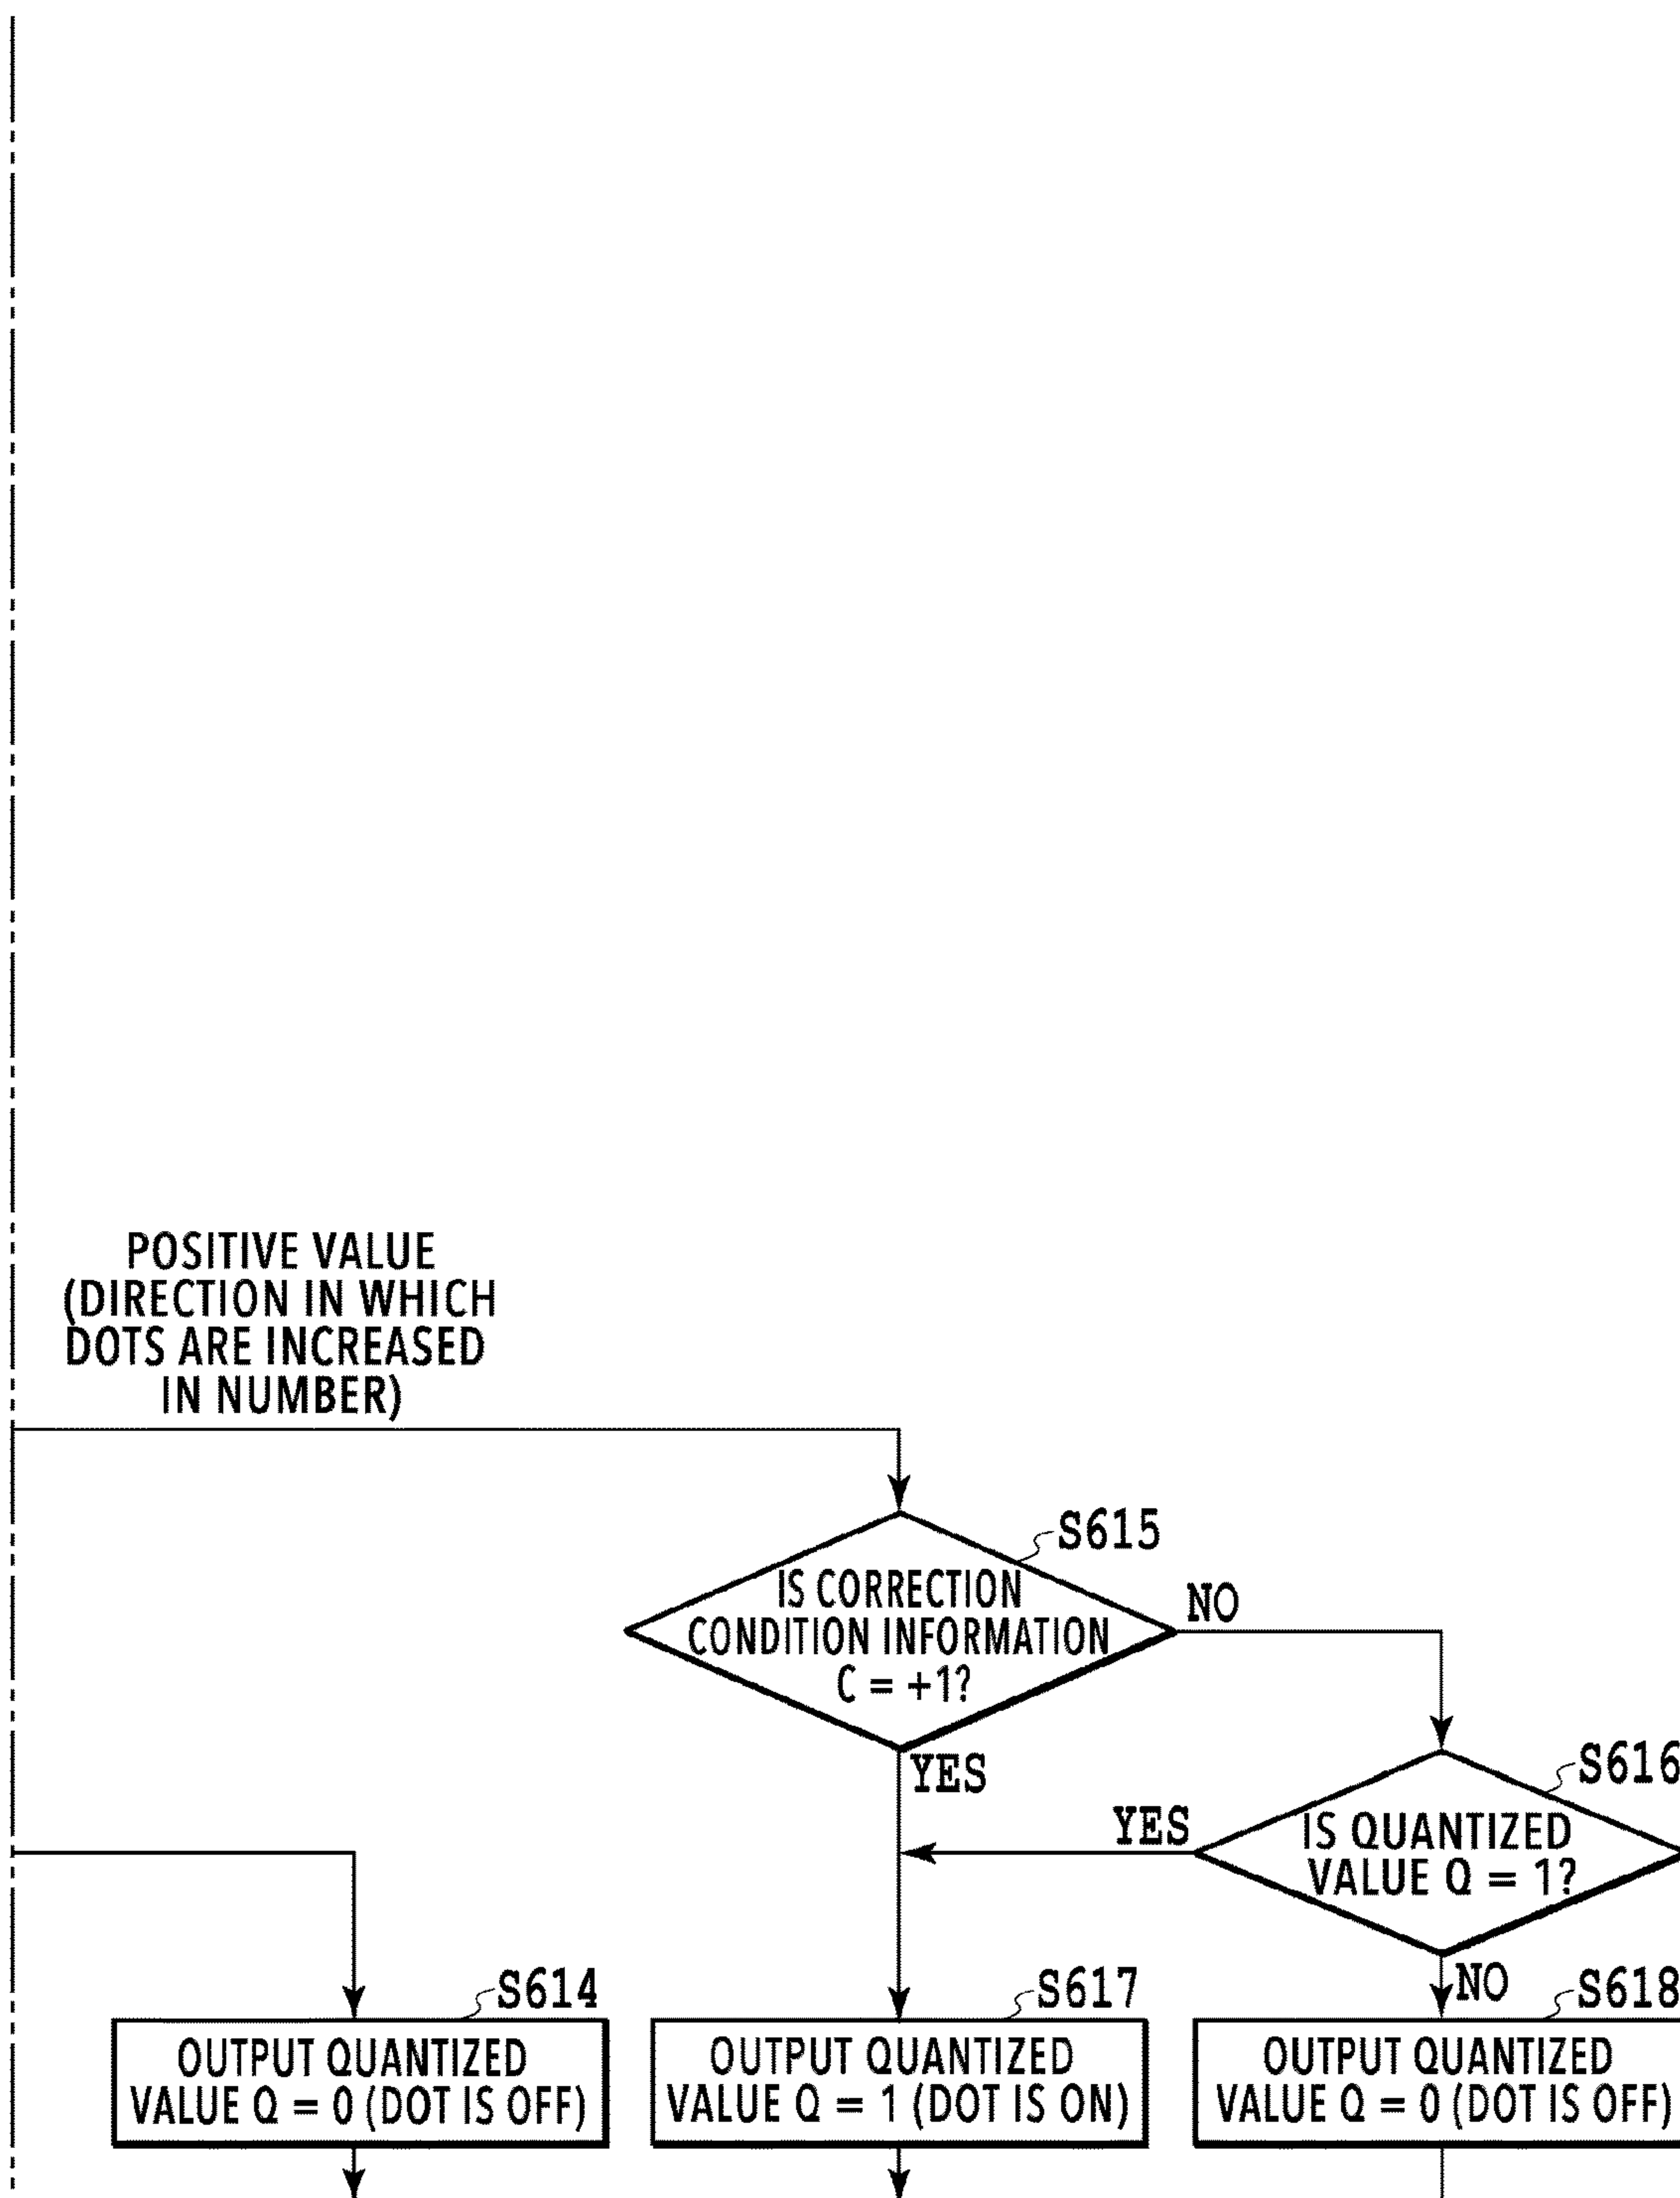 POSITIVE VALUE
(DIRECTION IN WHICH
DOTS ARE INCREASED
IN NUMBER)
S615
IS CORRECTION
CONDITION INFORMATION
C = +1?
NO
YES
S616
IS QUANTIZED
VALUE Q = 1?
YES
NO
S614
OUTPUT QUANTIZED
VALUE Q = 0 (DOT IS OFF)
S617
OUTPUT QUANTIZED
VALUE Q = 1 (DOT IS ON)
S618
OUTPUT QUANTIZED
VALUE Q = 0 (DOT IS OFF)